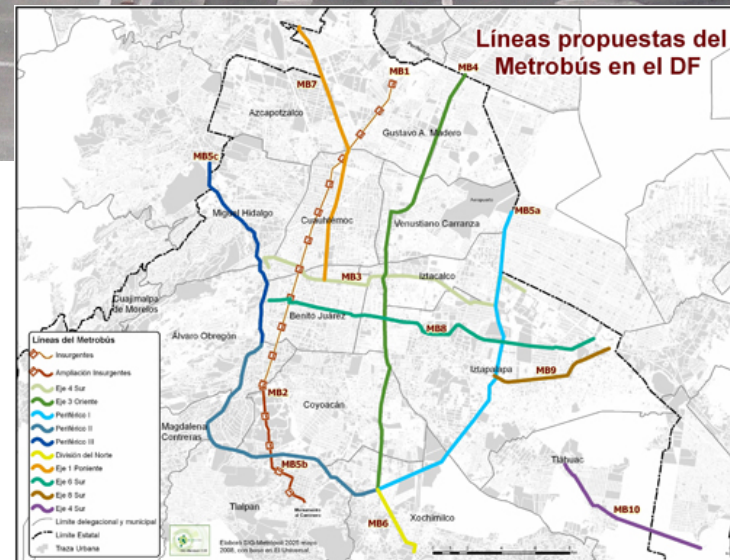 Líneas propuestas del
Metrobús en el DF
MB1
MB4
MB7
Azcapotzalco
Gustavo A. Madero
MB5c
Miguel Hidalgo
MB5a
Cuauhtémoc
Venustiano Carranza
MB3
Iztacalco
Cuajimalpa
de Morelos
Benito Juárez
MB8
Álvaro Obregón
MB9
Iztapalapa
MB2
Coyoacán
Magdalena
Contreras
MB5b
Tláhuac
Tlalpan
MB10
MB6
Xochimilco
Líneas del Metrobús
Insurgentes
Ampliación Insurgentes
Eje 4 Sur
Eje 3 Oriente
Periférico I
Periférico II
Periférico III
División del Norte
Eje 1 Poniente
Eje 6 Sur
Eje 8 Sur
Eje 4 Sur
Límite delegacional y municipal
Límite Estatal
Traza Urbana